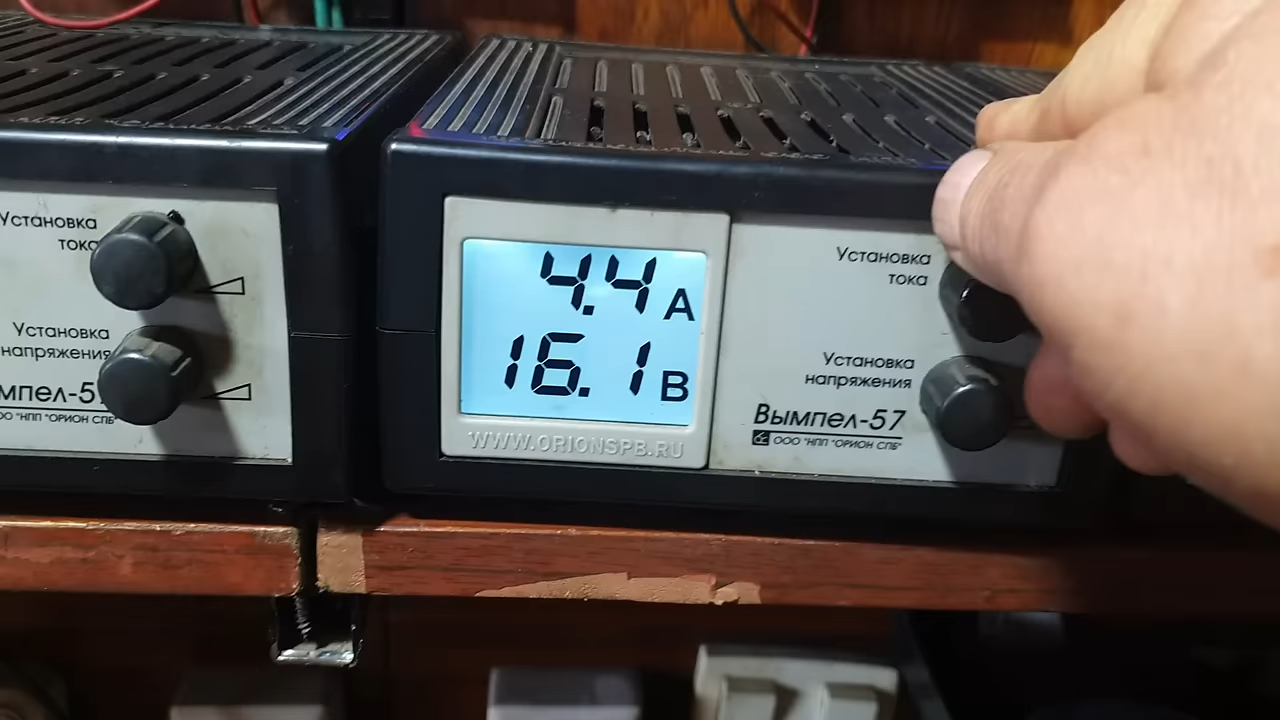 Установка
тока
Установка
напряжения
мпел-5
ОО "НПП "ОРИОН СПБ"
4.4 А
16.1 В
WWW.ORIONSPB.RU
Установка
тока
Установка
напряжения
Вымпел-57
ООО "НПП "ОРИОН СПБ"